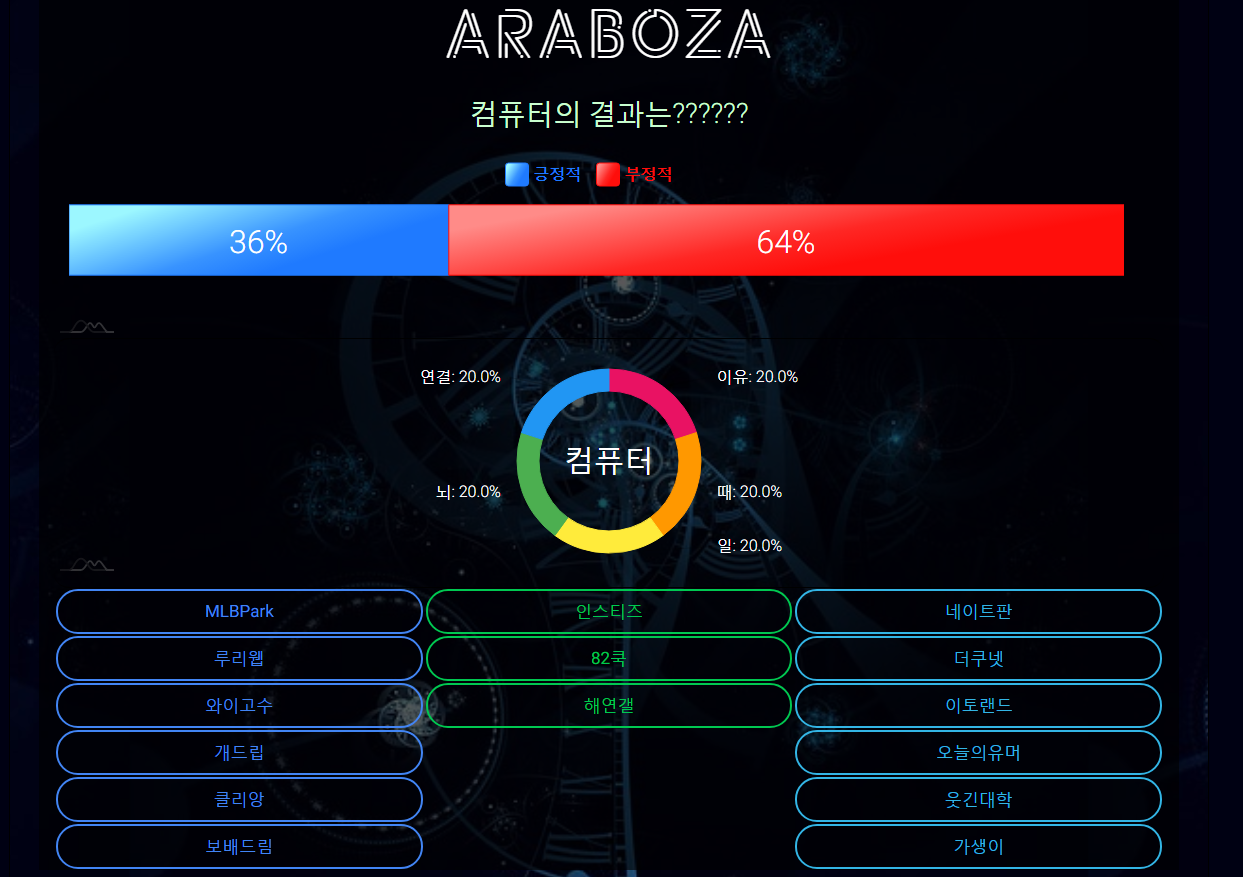 ARABOZA
컴퓨터의 결과는??????
긍정적 부정적
36% 64%
연결: 20.0% 이유: 20.0%
컴퓨터
뇌: 20.0% 때: 20.0%
일: 20.0%
MLBPark 인스티즈 네이트판
루리웹 82쿡 더쿠넷
와이고수 해연갤 이토랜드
개드립 오늘의유머
클리앙 웃긴대학
보배드림 가생이